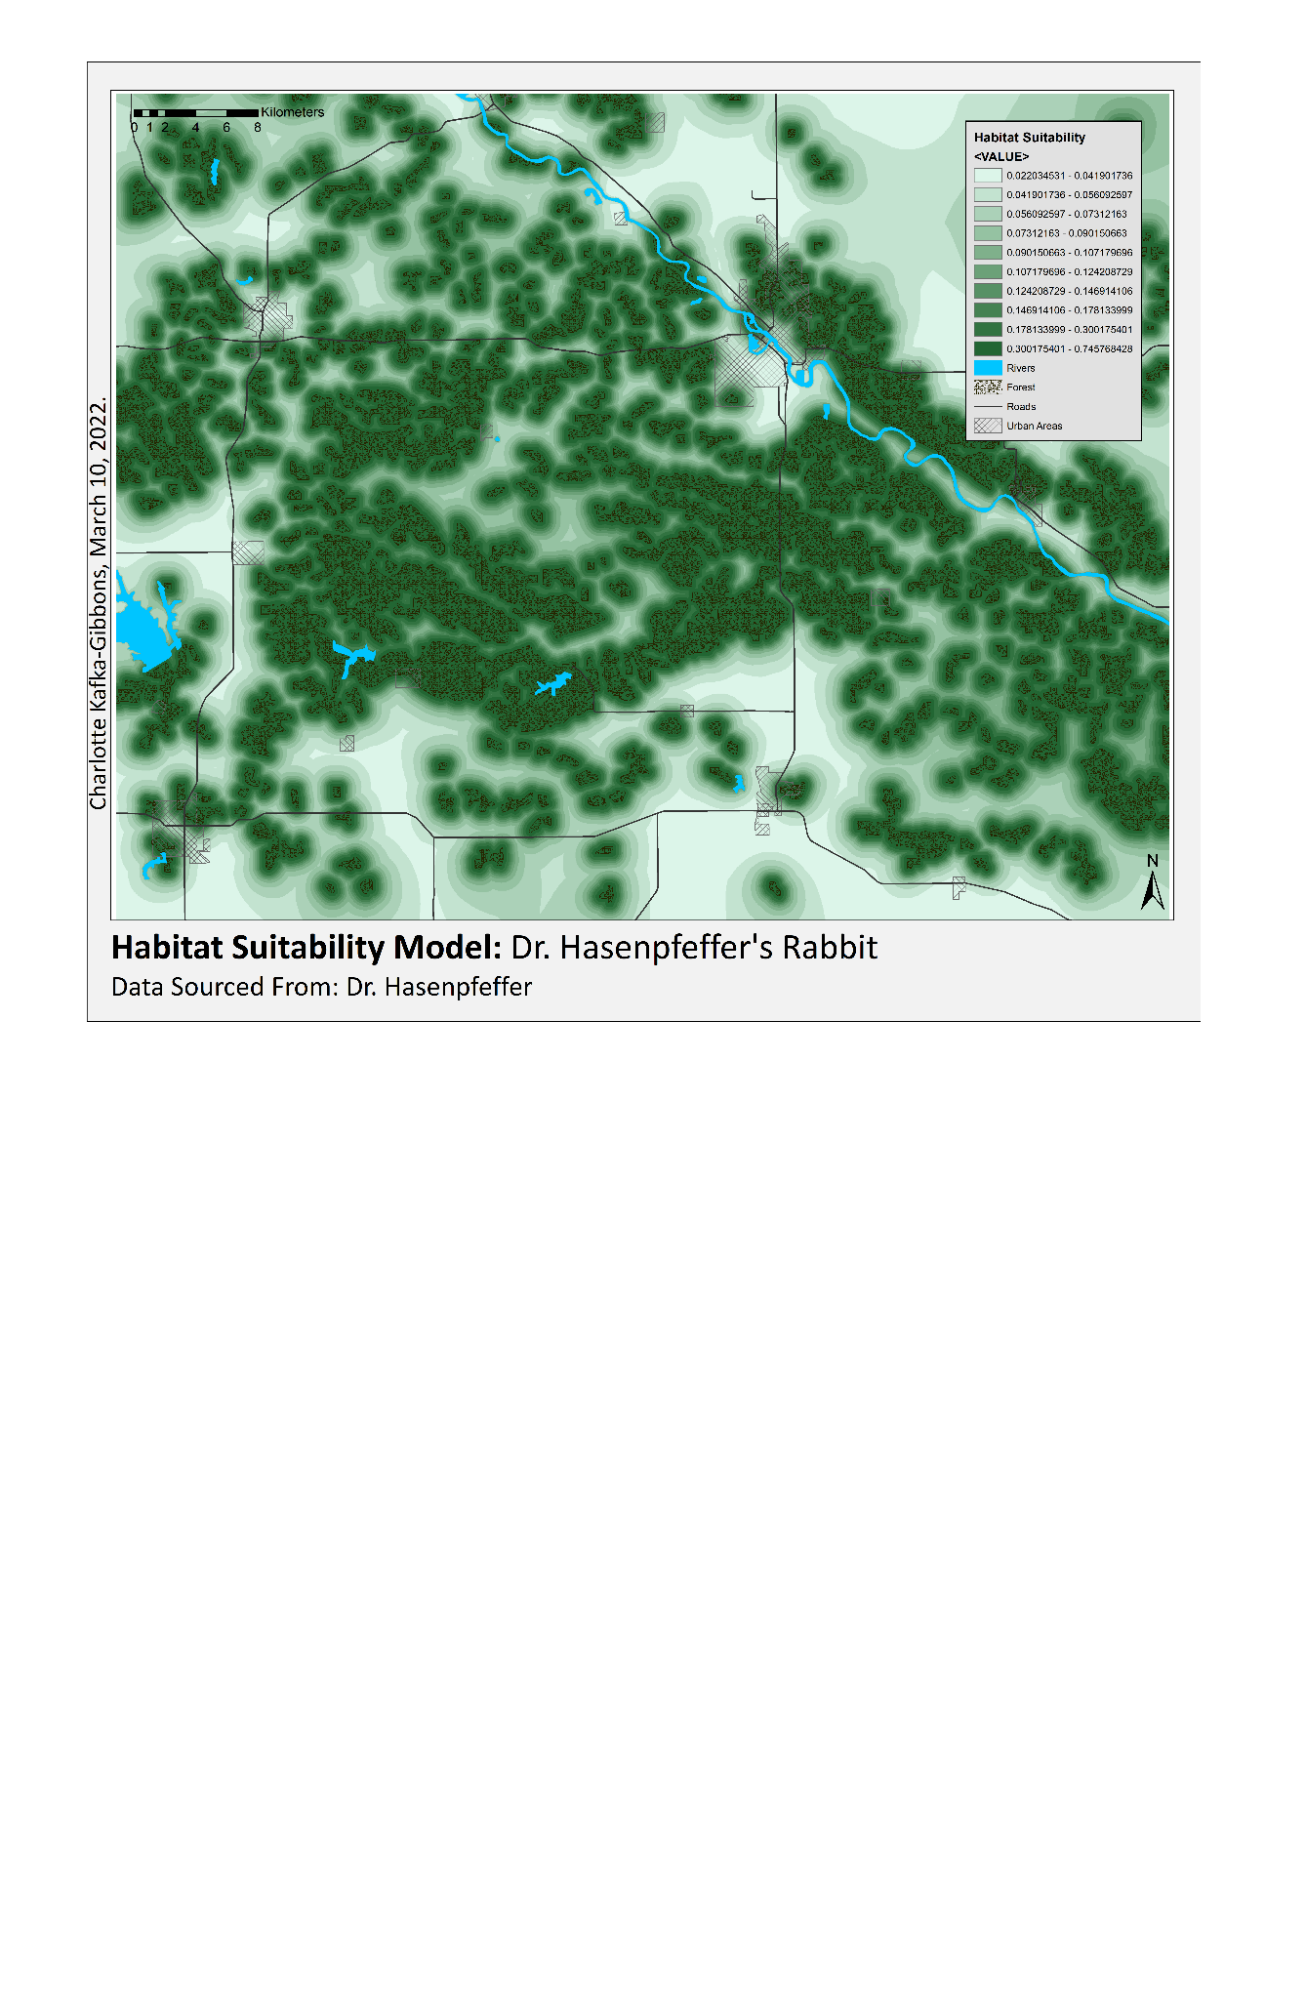 Kilometers
0 1 2 4 6 8
Habitat Suitability
<VALUE>
0.022034531 - 0.041901736
0.041901736 - 0.056092597
0.056092597 - 0.07312163
0.07312163 - 0.090150663
0.090150663 - 0.107179696
0.107179696 - 0.124208729
0.124208729 - 0.146914106
0.146914106 - 0.178133999
0.178133999 - 0.300175401
0.300175401 - 0.745768428
Rivers
Forest
Roads
Urban Areas
Charlotte Kafka-Gibbons, March 10, 2022.
N
Habitat Suitability Model: Dr. Hasenpfeffer's Rabbit
Data Sourced From: Dr. Hasenpfeffer